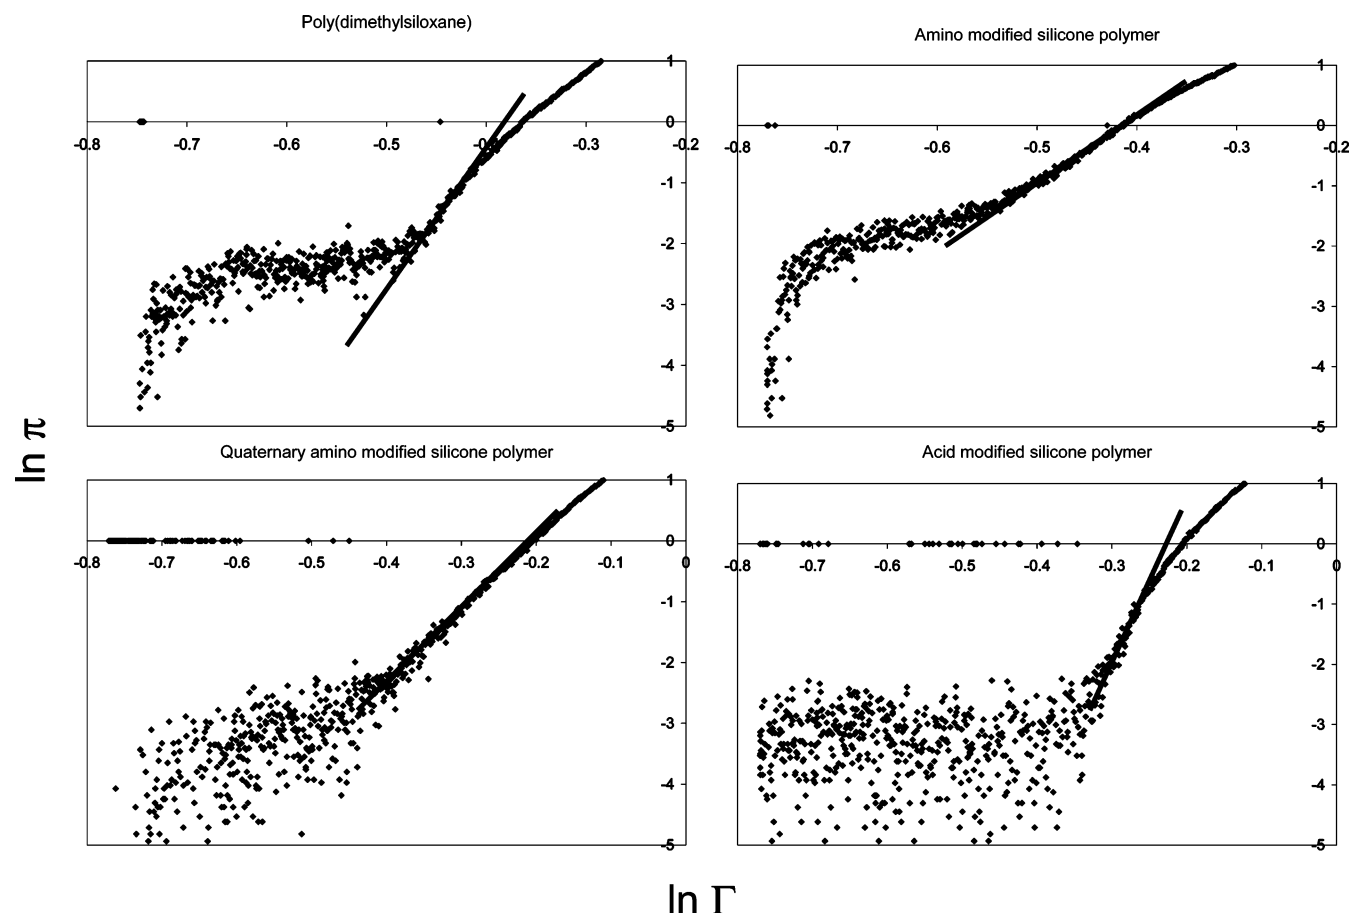 Poly(dimethylsiloxane)
1
0
-0.8 -0.7 -0.6 -0.5 -0.4 -0.3 -0.2
-1
-2
-3
-4
-5
Amino modified silicone polymer
1
0
-0.8 -0.7 -0.6 -0.5 -0.4 -0.3 -0.2
-1
-2
-3
-4
-5
ln π
Quaternary amino modified silicone polymer
1
0
-0.8 -0.7 -0.6 -0.5 -0.4 -0.3 -0.2 -0.1 0
-1
-2
-3
-4
-5
Acid modified silicone polymer
1
0
-0.8 -0.7 -0.6 -0.5 -0.4 -0.3 -0.2 -0.1 0
-1
-2
-3
-4
-5
ln Γ